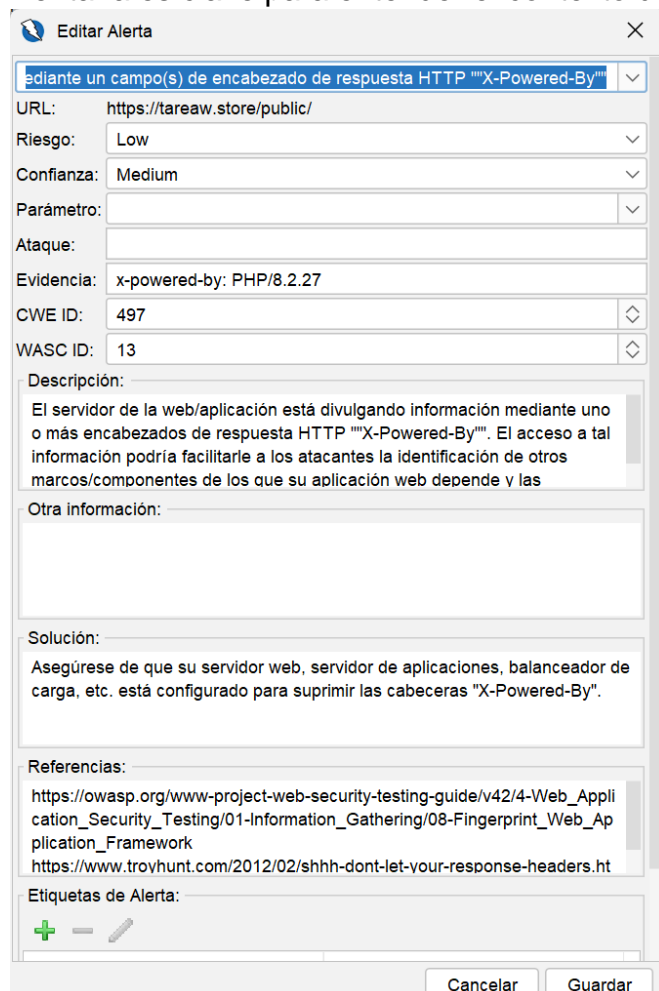 Editar Alerta
ediante un campo(s) de encabezado de respuesta HTTP ""X-Powered-By""
URL: https://tareaw.store/public/
Riesgo: Low
Confianza: Medium
Parámetro:
Ataque:
Evidencia: x-powered-by: PHP/8.2.27
CWE ID: 497
WASC ID: 13
Descripción:
El servidor de la web/aplicación está divulgando información mediante uno
o más encabezados de respuesta HTTP ""X-Powered-By"". El acceso a tal
información podría facilitarle a los atacantes la identificación de otros
marcos/componentes de los que su aplicación web depende y las
Otra información:
Solución:
Asegúrese de que su servidor web, servidor de aplicaciones, balanceador de
carga, etc. está configurado para suprimir las cabeceras "X-Powered-By".
Referencias:
https://owasp.org/www-project-web-security-testing-guide/v42/4-Web_Appli
cation_Security_Testing/01-Information_Gathering/08-Fingerprint_Web_Ap
plication_Framework
https://www.troyhunt.com/2012/02/shhh-dont-let-your-response-headers.ht
Etiquetas de Alerta:
Cancelar Guardar